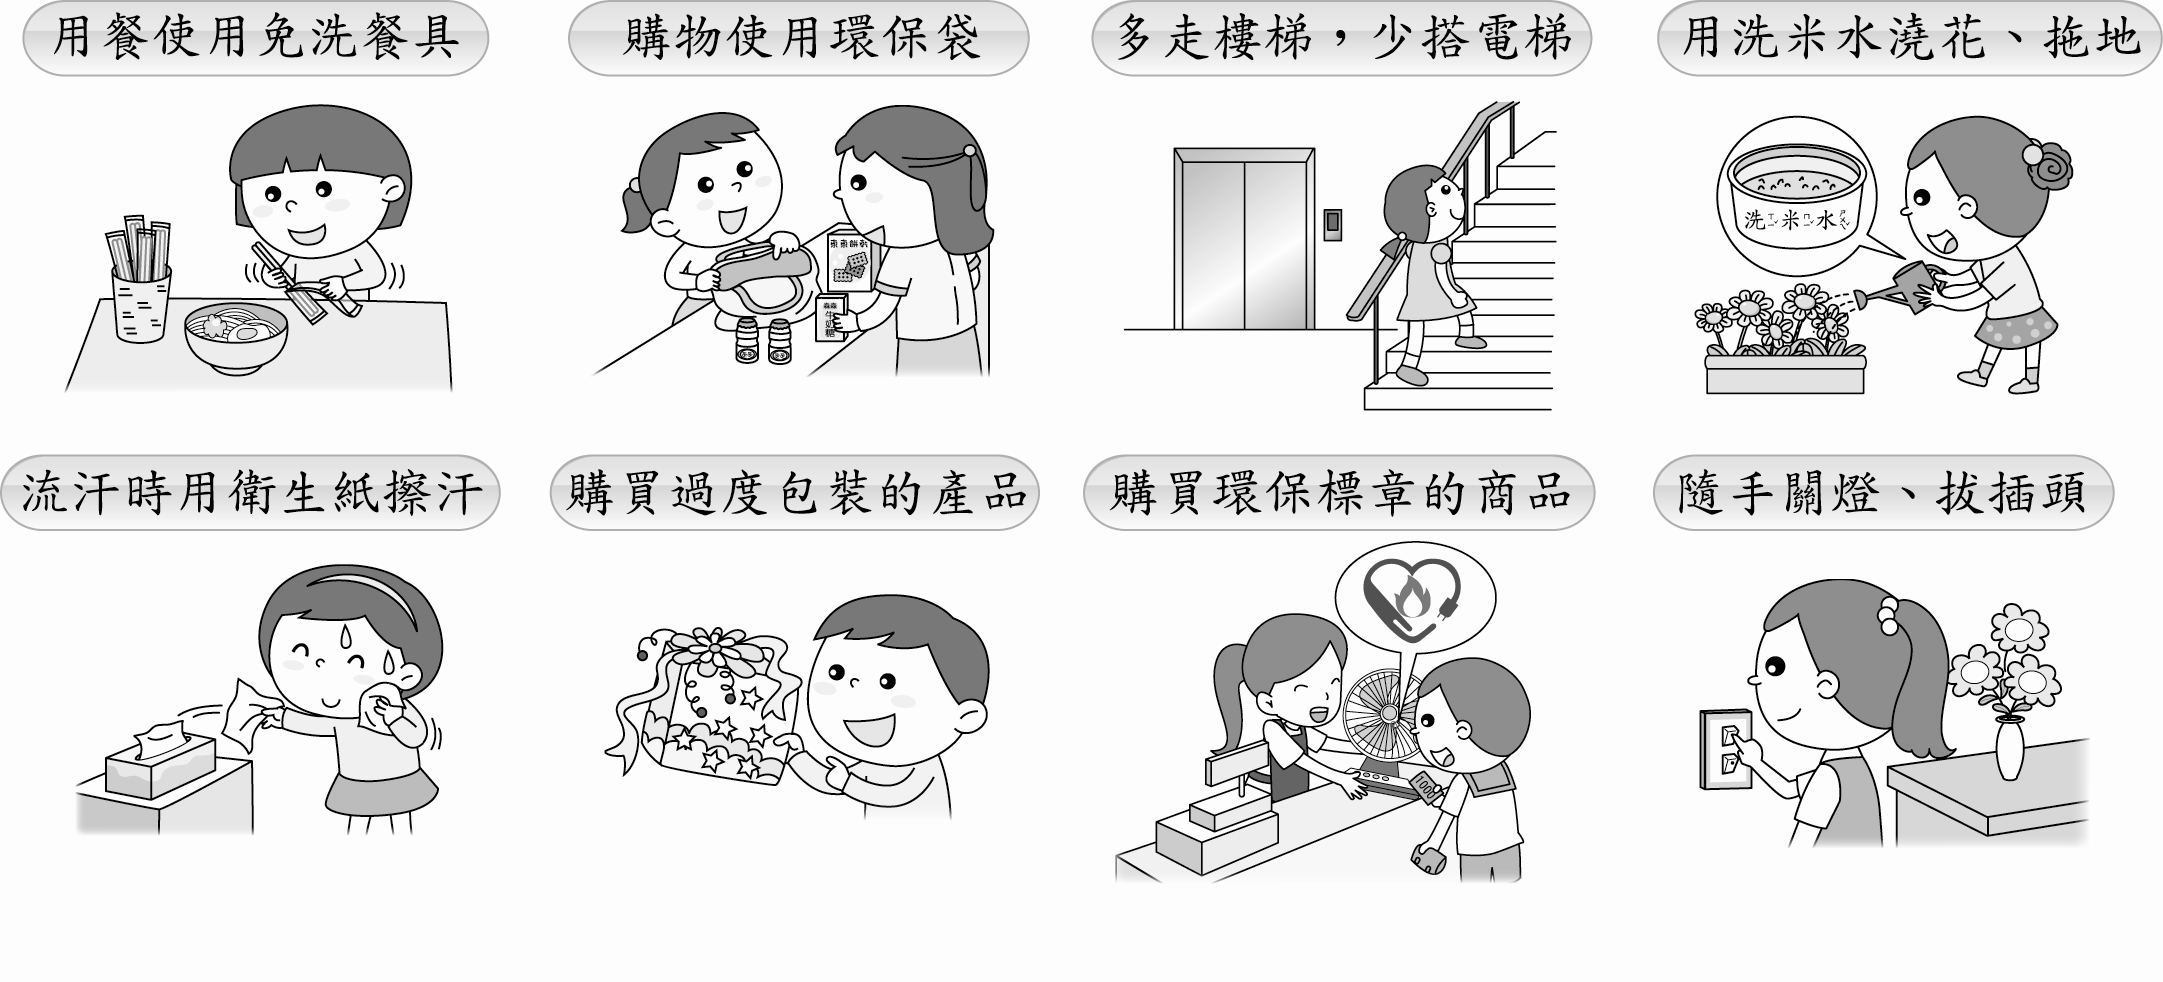 用餐使用免洗餐具
購物使用環保袋
多走樓梯，少搭電梯
用洗米水澆花、拖地
洗米水
牛奶糖
流汗時用衛生紙擦汗
購買過度包裝的產品
購買環保標章的商品
隨手關燈、拔插頭